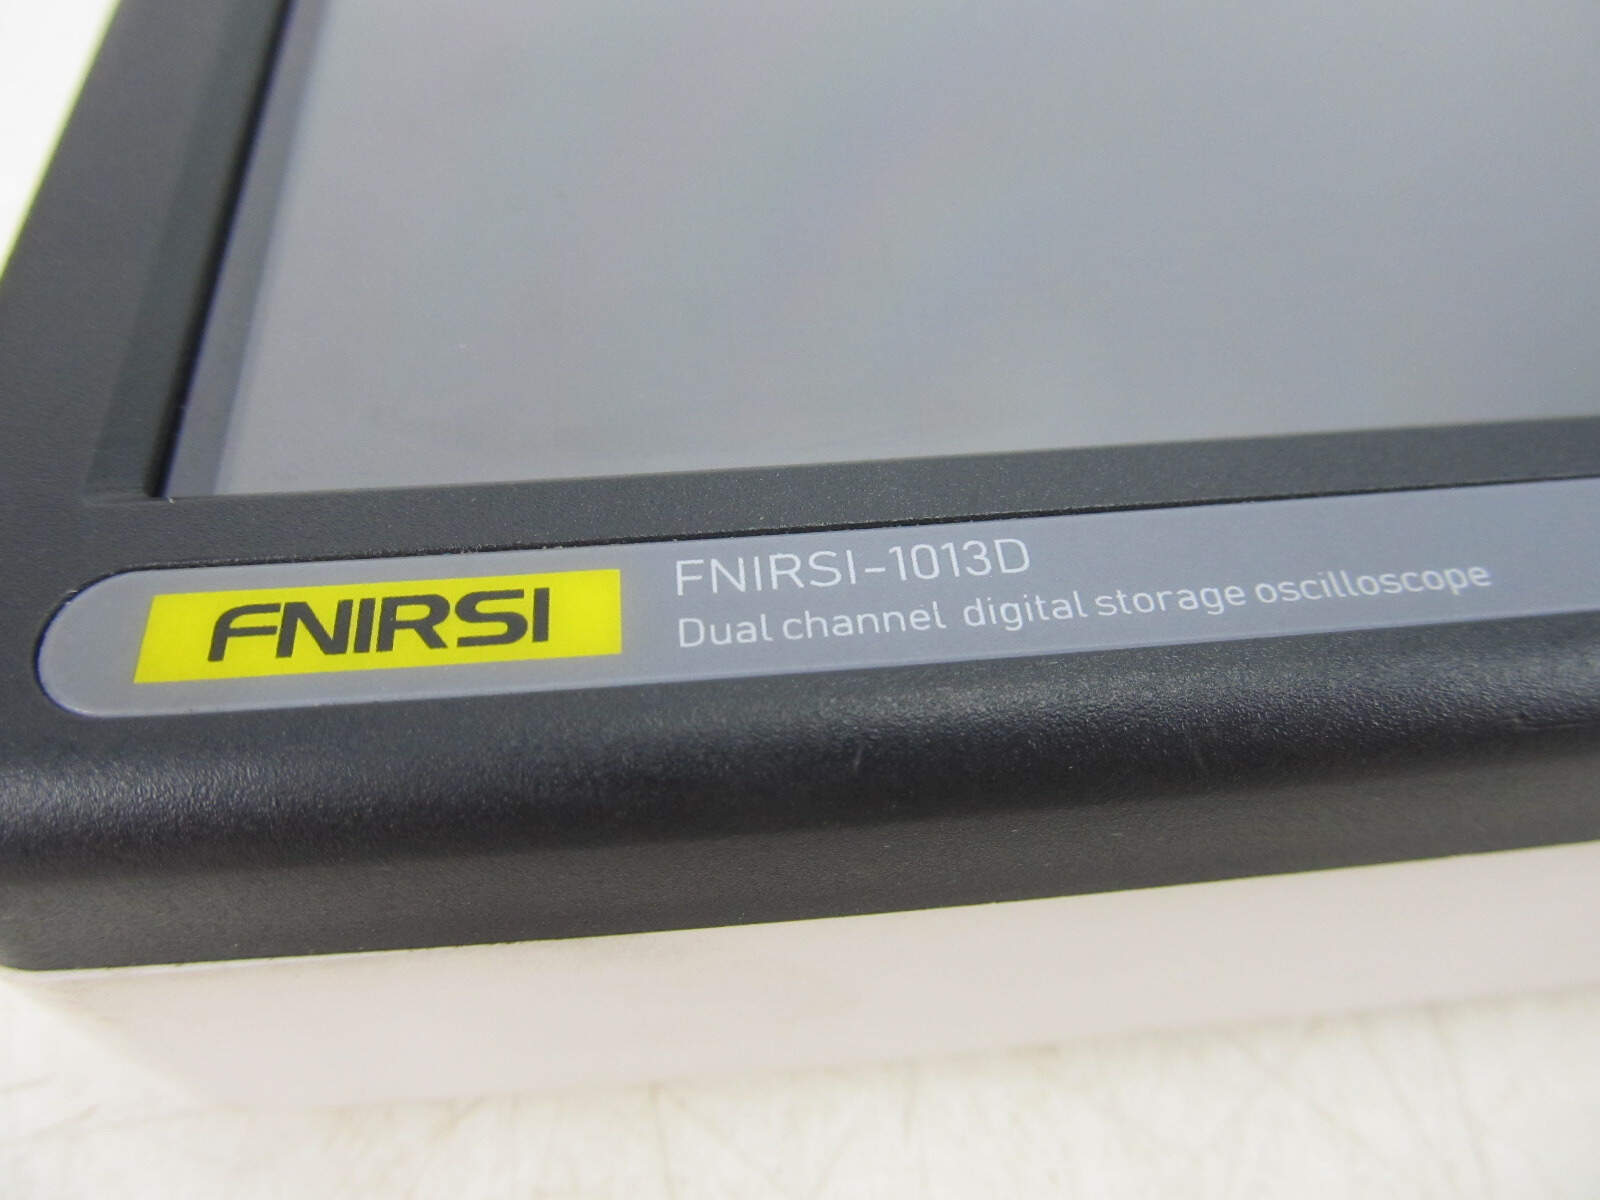 FNIRSI
FNIRSI-1013D
Dual channel digital storage oscilloscope